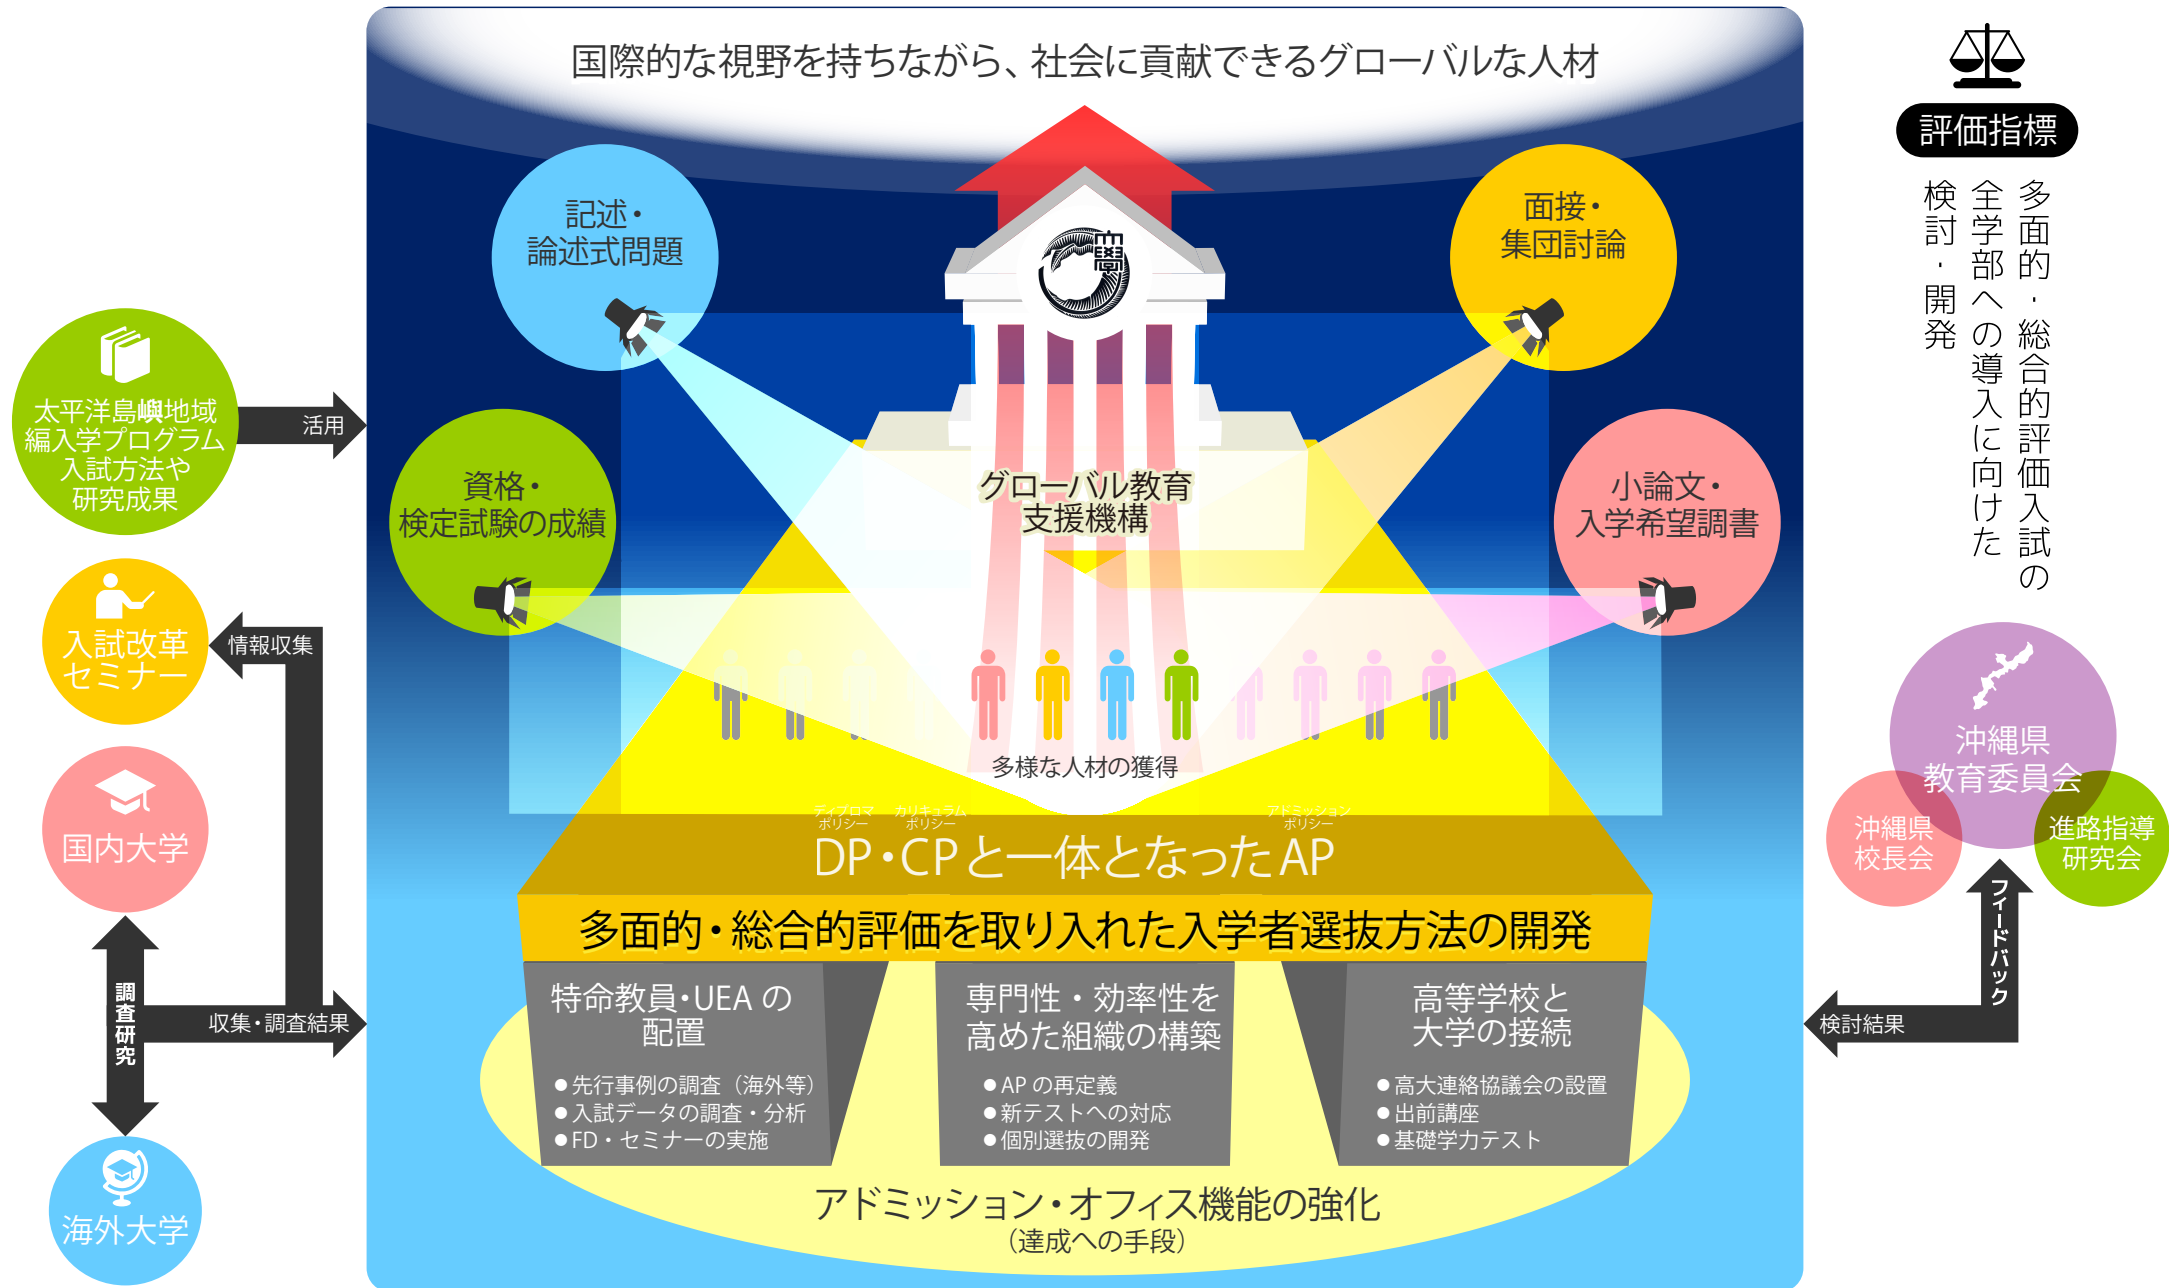 国際的な視野を持ちながら、社会に貢献できるグローバルな人材
記述・
論述式問題
面接・
集団討論
資格・
検定試験の成績
小論文・
入学希望調書
グローバル教育
支援機構
多様な人材の獲得
ディプロマ
ポリシー
カリキュラム
ポリシー
アドミッション
ポリシー
DP・CPと一体となったAP
多面的・総合的評価を取り入れた入学者選抜方法の開発
特命教員・UEAの
配置
●先行事例の調査（海外等）
●入試データの調査・分析
●FD・セミナーの実施
専門性・効率性を
高めた組織の構築
●APの再定義
●新テストへの対応
●個別選抜の開発
高等学校と
大学の接続
●高大連絡協議会の設置
●出前講座
●基礎学力テスト
アドミッション・オフィス機能の強化
（達成への手段）
太平洋島嶼地域
編入学プログラム
入試方法や
研究成果
活用
入試改革
セミナー
情報収集
国内大学
調査研究
収集・調査結果
海外大学
評価指標
多面的・総合的評価入試の
全学部への導入に向けた
検討・開発
沖縄県
教育委員会
沖縄県
校長会
進路指導
研究会
フィードバック
検討結果